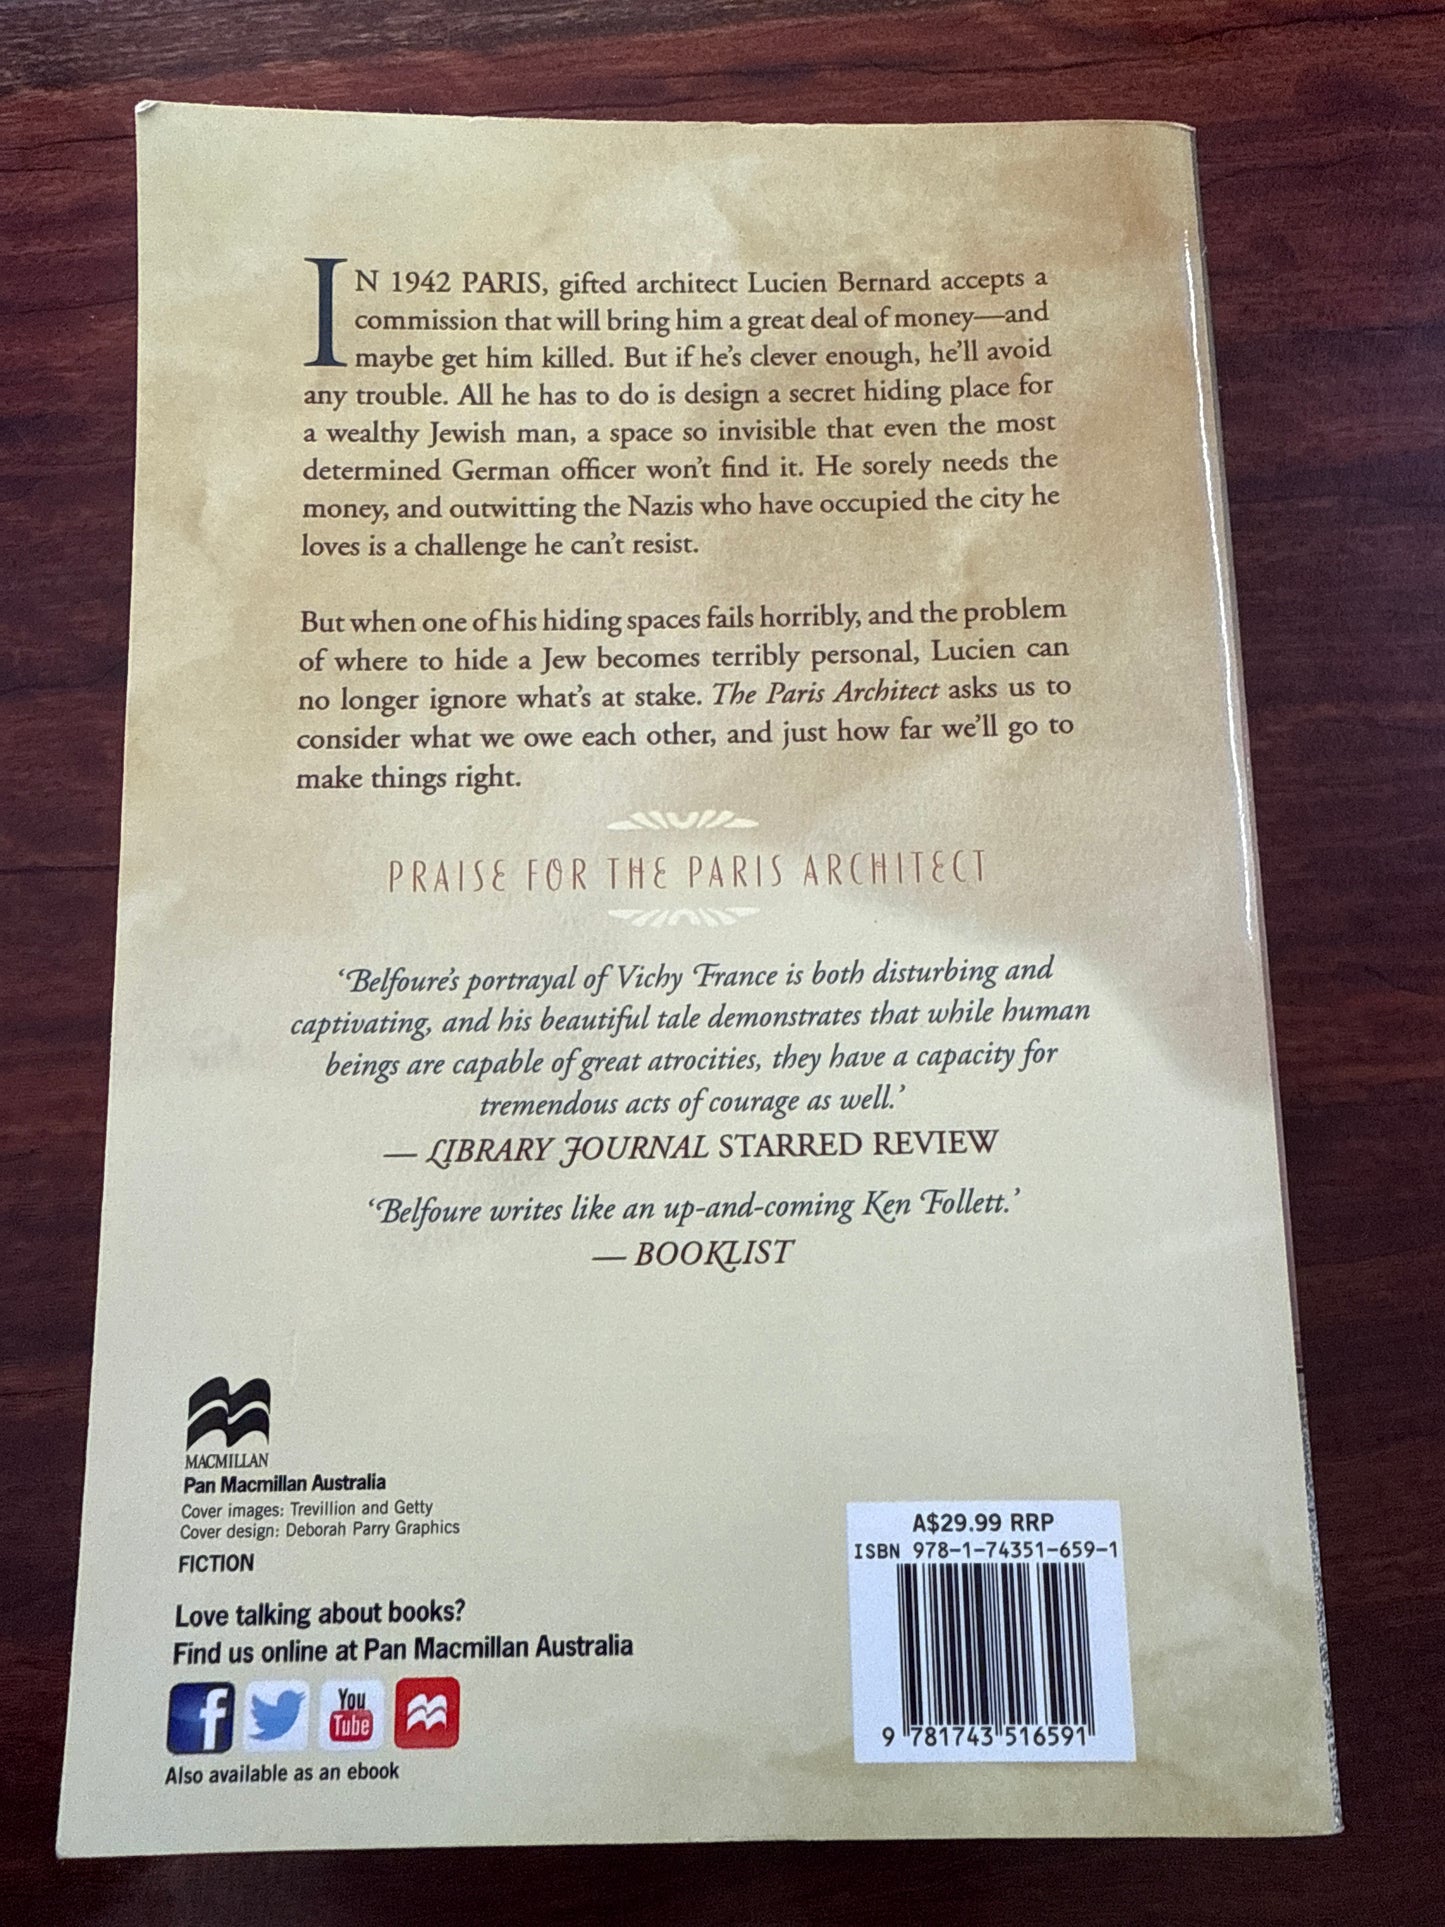 IN 1942 PARIS, gifted architect Lucien Bernard accepts a
commission that will bring him a great deal of money—and
maybe get him killed. But if he's clever enough, he'll avoid
any trouble. All he has to do is design a secret hiding place for
a wealthy Jewish man, a space so invisible that even the most
determined German officer won't find it. He sorely needs the
money, and outwitting the Nazis who have occupied the city he
loves is a challenge he can't resist.
But when one of his hiding spaces fails horribly, and the problem
of where to hide a Jew becomes terribly personal, Lucien can
no longer ignore what's at stake. The Paris Architect asks us to
consider what we owe each other, and just how far we'll go to
make things right.
PRAISE FOR THE PARIS ARCHITECT
'Belfoure's portrayal of Vichy France is both disturbing and
captivating, and his beautiful tale demonstrates that while human
beings are capable of great atrocities, they have a capacity for
tremendous acts of courage as well.'
— LIBRARY JOURNAL STARRED REVIEW
'Belfoure writes like an up-and-coming Ken Follett.'
— BOOKLIST
MACMILLAN
Pan Macmillan Australia
Cover images: Trevillion and Getty
Cover design: Deborah Parry Graphics
FICTION
Love talking about books?
Find us online at Pan Macmillan Australia
f
You
Tube
Also available as an ebook
A$29.99 RRP
ISBN 978-1-74351-659-1
9 781743 516591